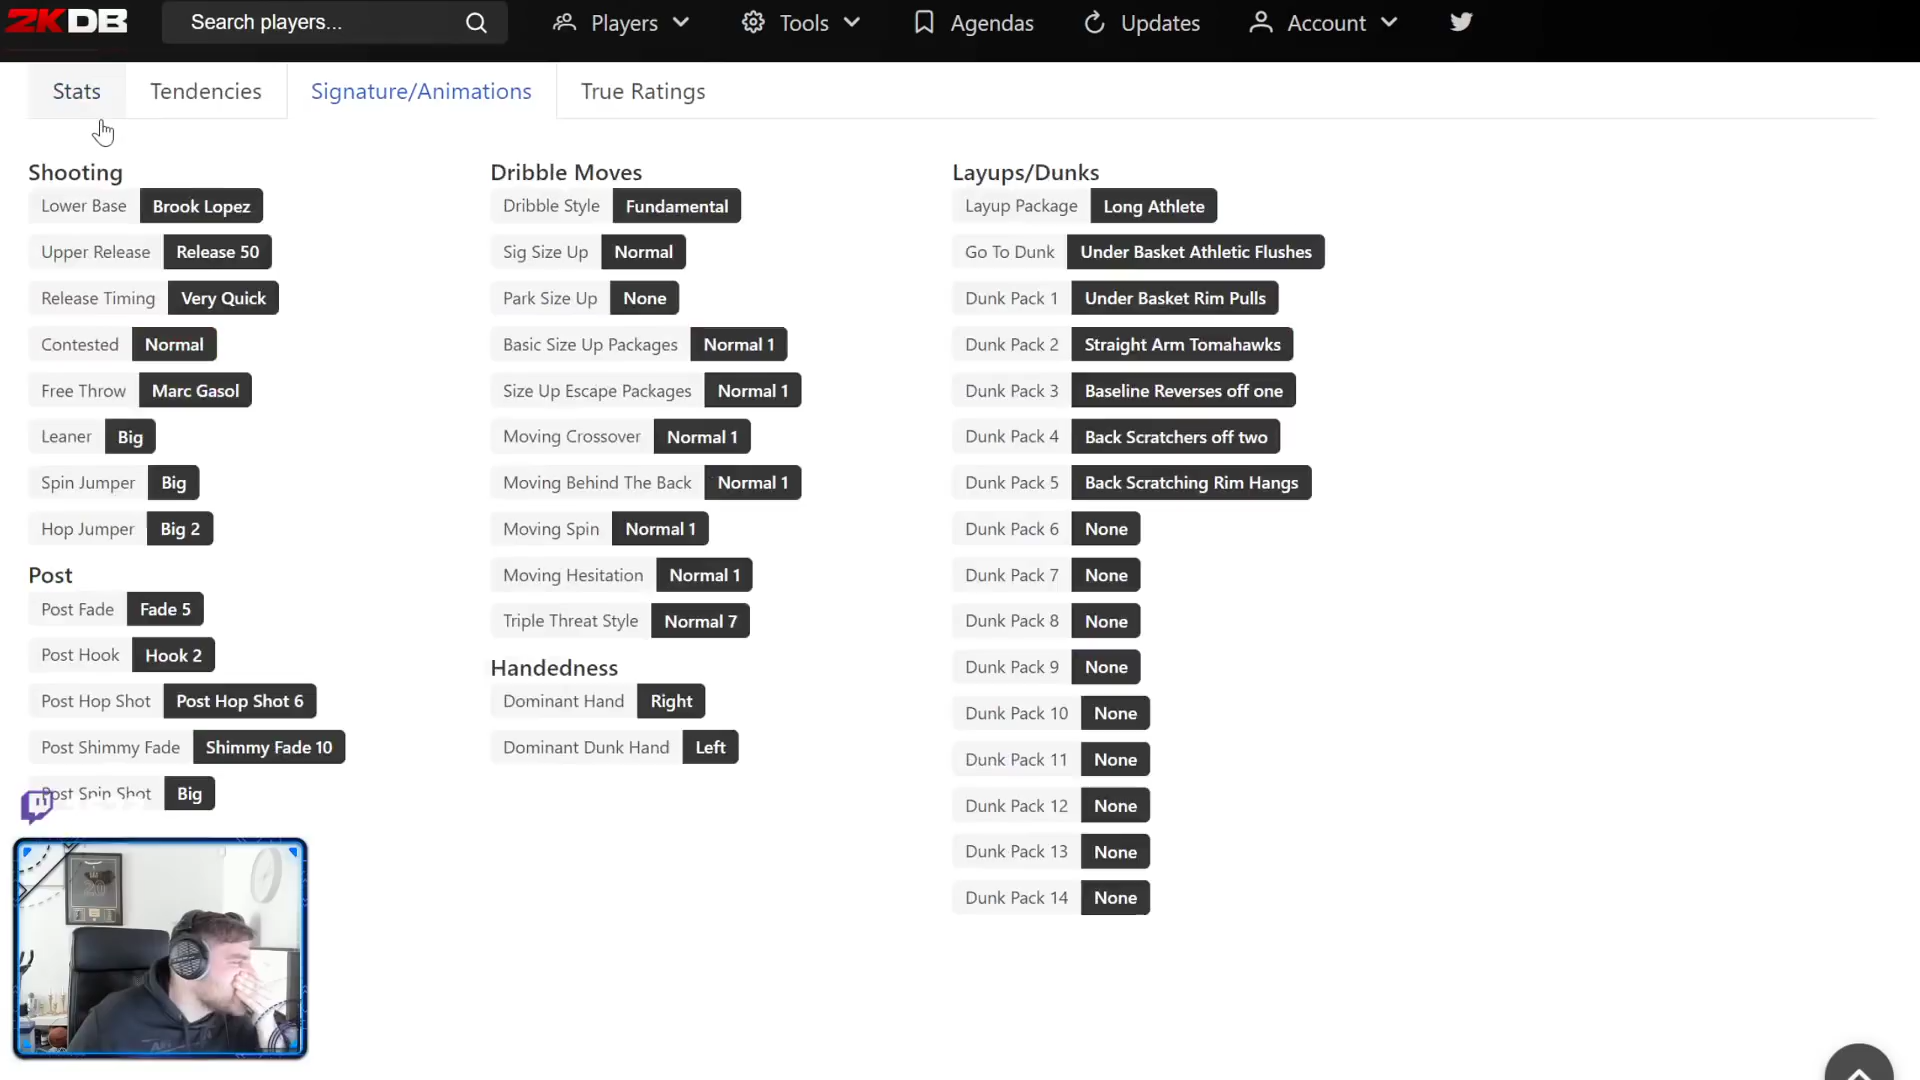 2KDB
Search players...
Players
Tools
Agendas
Updates
Account
Stats
Tendencies
Signature/Animations
True Ratings
Shooting
Lower Base Brook Lopez
Upper Release Release 50
Release Timing Very Quick
Contested Normal
Free Throw Marc Gasol
Leaner Big
Spin Jumper Big
Hop Jumper Big 2
Post
Post Fade Fade 5
Post Hook Hook 2
Post Hop Shot Post Hop Shot 6
Post Shimmy Fade Shimmy Fade 10
Post Spin Shot Big
Dribble Moves
Dribble Style Fundamental
Sig Size Up Normal
Park Size Up None
Basic Size Up Packages Normal 1
Size Up Escape Packages Normal 1
Moving Crossover Normal 1
Moving Behind The Back Normal 1
Moving Spin Normal 1
Moving Hesitation Normal 1
Triple Threat Style Normal 7
Handedness
Dominant Hand Right
Dominant Dunk Hand Left
Layups/Dunks
Layup Package Long Athlete
Go To Dunk Under Basket Athletic Flushes
Dunk Pack 1 Under Basket Rim Pulls
Dunk Pack 2 Straight Arm Tomahawks
Dunk Pack 3 Baseline Reverses off one
Dunk Pack 4 Back Scratchers off two
Dunk Pack 5 Back Scratching Rim Hangs
Dunk Pack 6 None
Dunk Pack 7 None
Dunk Pack 8 None
Dunk Pack 9 None
Dunk Pack 10 None
Dunk Pack 11 None
Dunk Pack 12 None
Dunk Pack 13 None
Dunk Pack 14 None